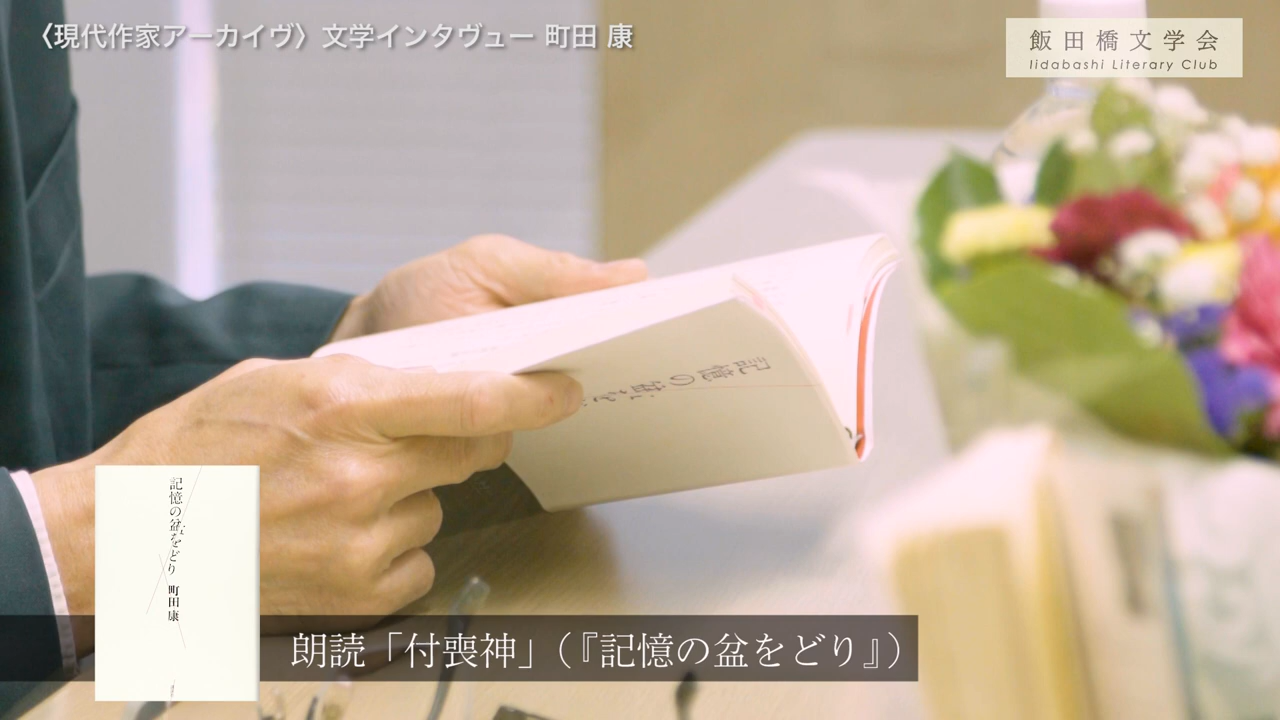 〈現代作家アーカイヴ〉文学インタヴュー 町田 康
飯田橋文学会
Iidabashi Literary Club
記憶の盆を
記憶の盆をどり 町田康
朗読「付喪神」(『記憶の盆をどり』)